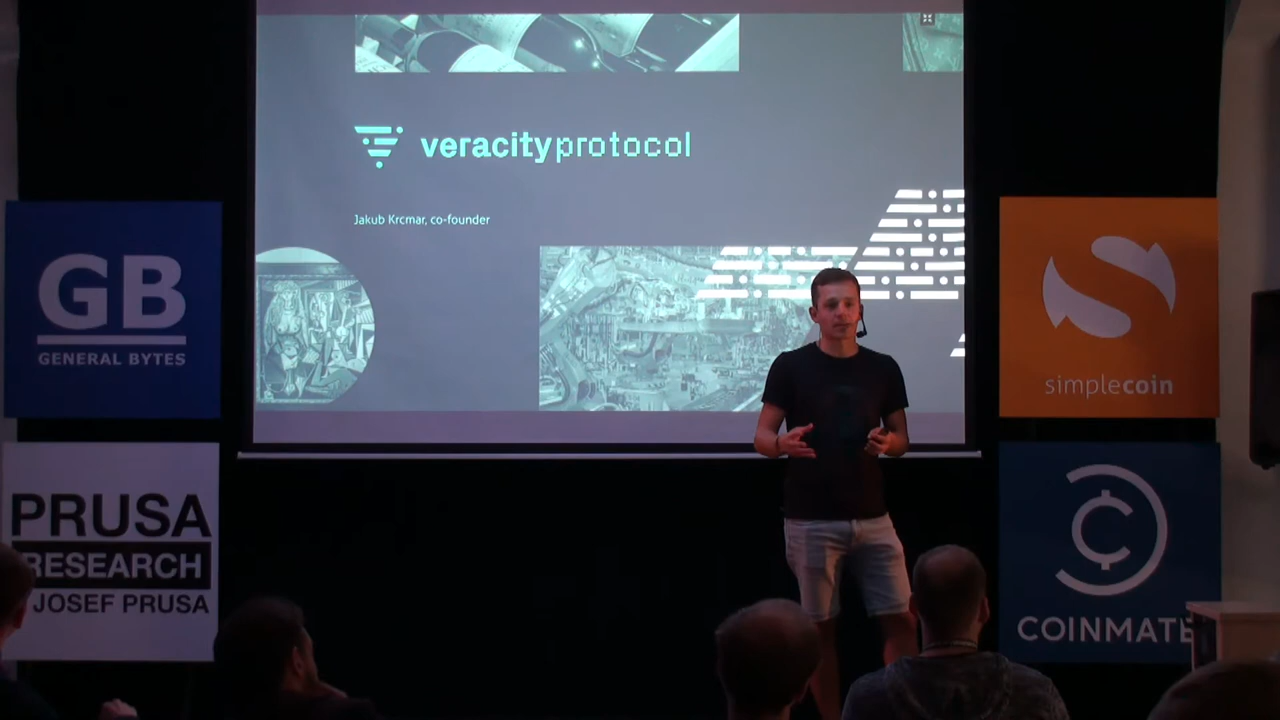 veracityprotocol
Jakub Krcmar, co-founder
GB
GENERAL BYTES
PRUSA
RESEARCH
JOSEF PRUSA
simplecoin
COINMATE